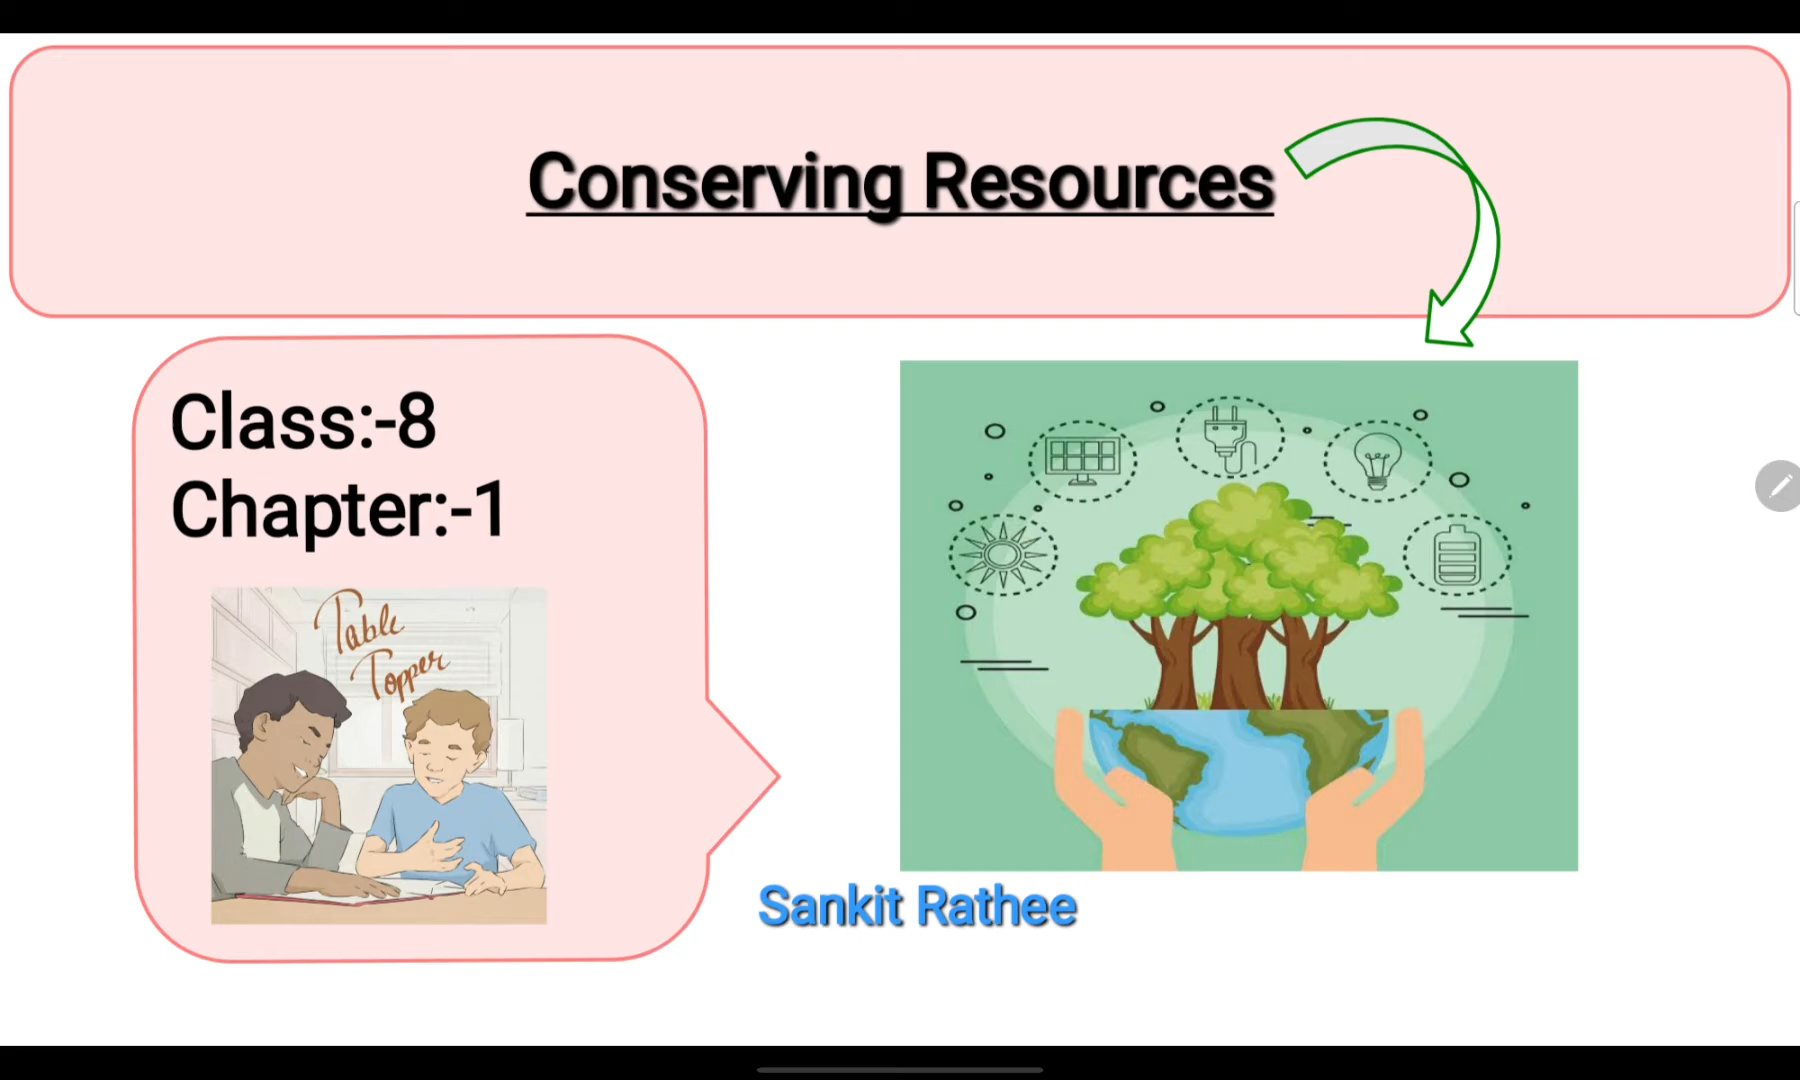 Conserving Resources
Class:-8
Chapter:-1
Table
Topper
Sankit Rathee